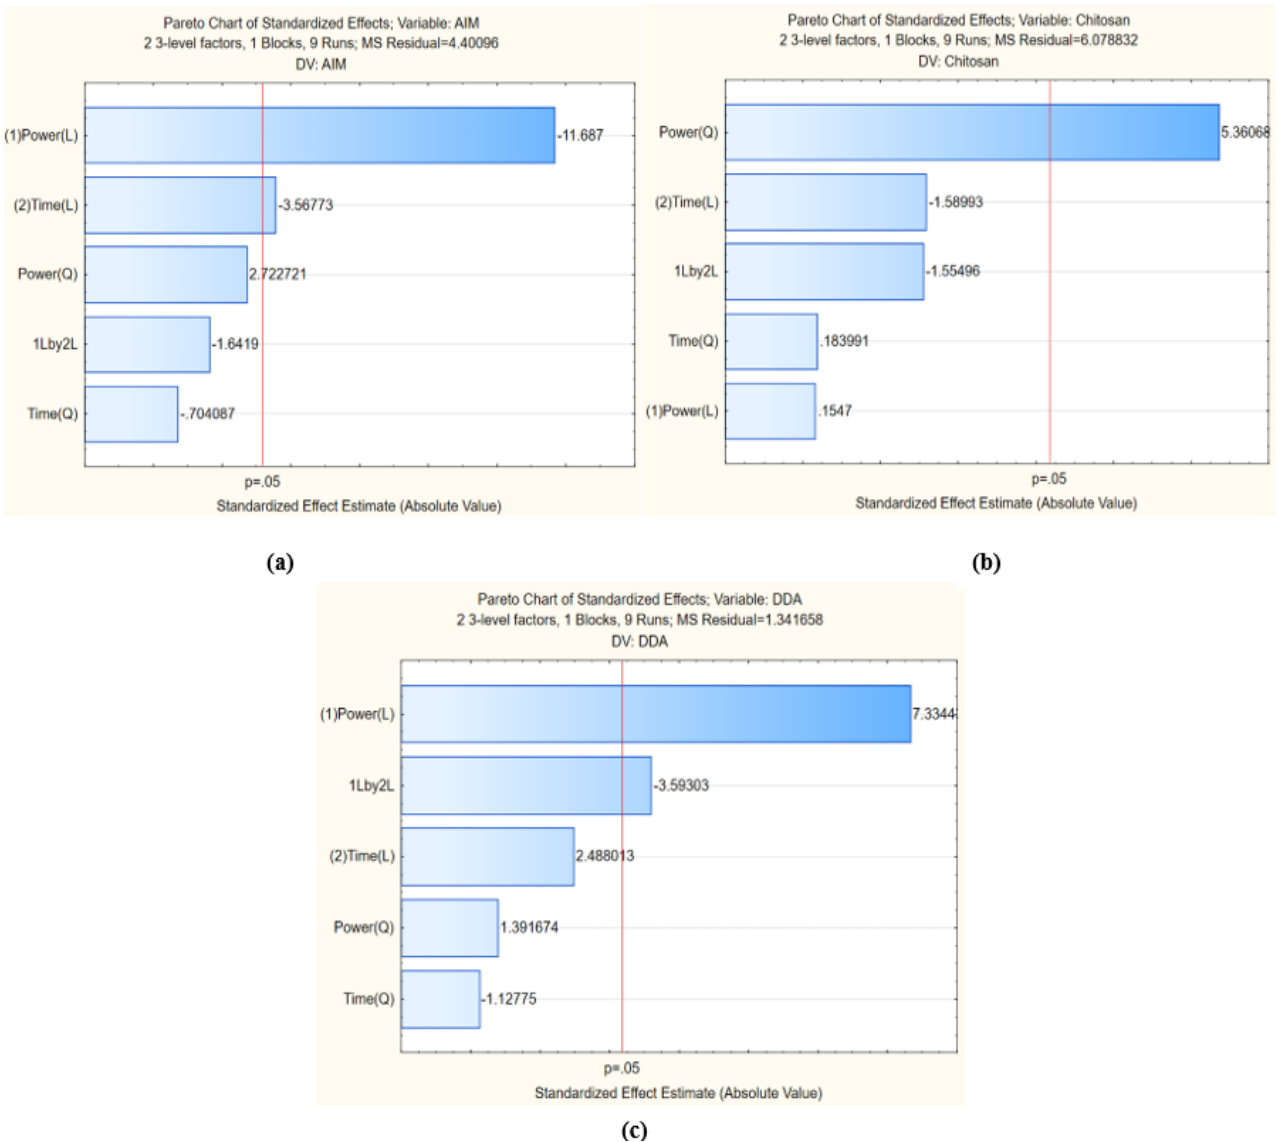 Pareto Chart of Standardized Effects; Variable: AIM
2 3-level factors, 1 Blocks, 9 Runs; MS Residual=4.40096
DV: AIM
(1)Power(L)
-11.687
(2)Time(L)
-3.56773
Power(Q)
2.722721
1Lby2L
-1.6419
Time(Q)
-.704087
p=.05
Standardized Effect Estimate (Absolute Value)
(a)
Pareto Chart of Standardized Effects; Variable: Chitosan
2 3-level factors, 1 Blocks, 9 Runs; MS Residual=6.078832
DV: Chitosan
Power(Q)
5.36068
(2)Time(L)
-1.58993
1Lby2L
-1.55496
Time(Q)
.183991
(1)Power(L)
.1547
p=.05
Standardized Effect Estimate (Absolute Value)
(b)
Pareto Chart of Standardized Effects; Variable: DDA
2 3-level factors, 1 Blocks, 9 Runs; MS Residual=1.341658
DV: DDA
(1)Power(L)
7.3344
1Lby2L
-3.59303
(2)Time(L)
2.488013
Power(Q)
1.391674
Time(Q)
-1.12775
p=.05
Standardized Effect Estimate (Absolute Value)
(c)